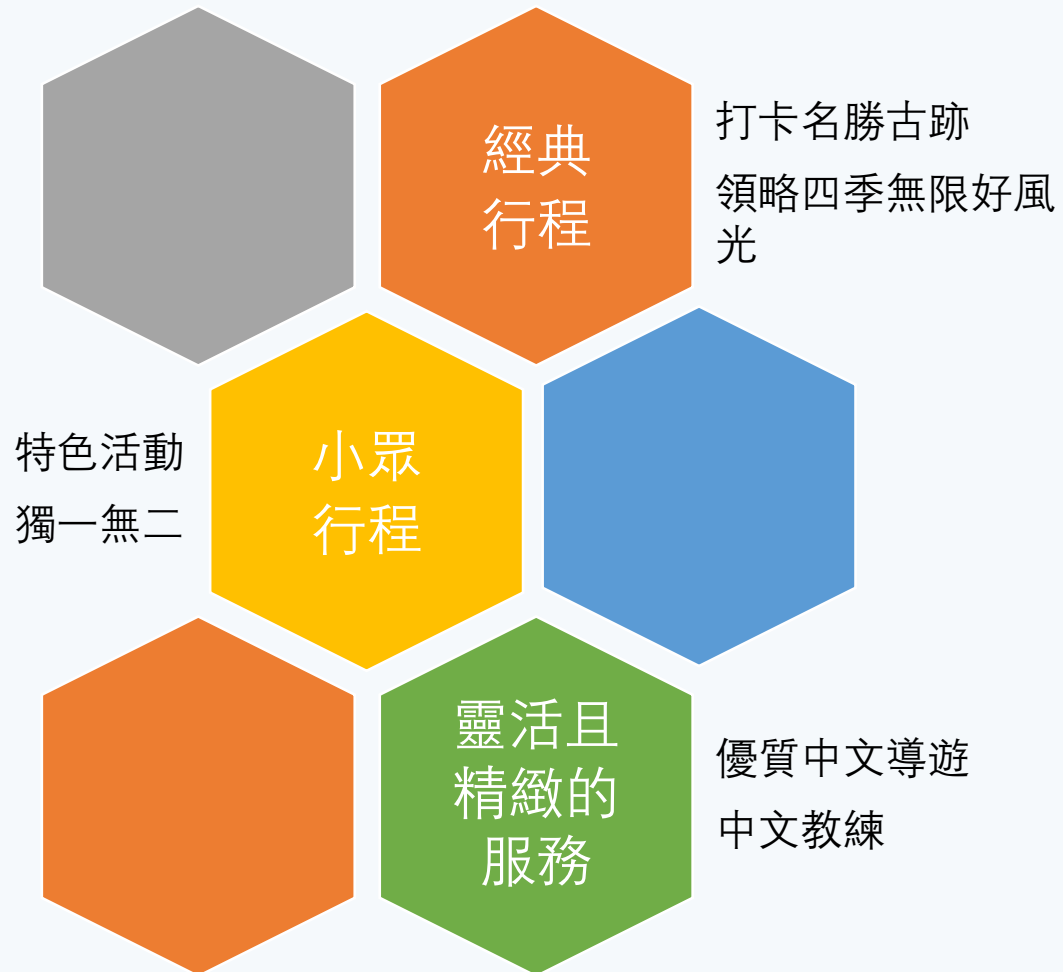 經典
行程
打卡名勝古跡
領略四季無限好風
光
特色活動
獨一無二
小眾
行程
靈活且
精緻的
服務
優質中文導遊
中文教練